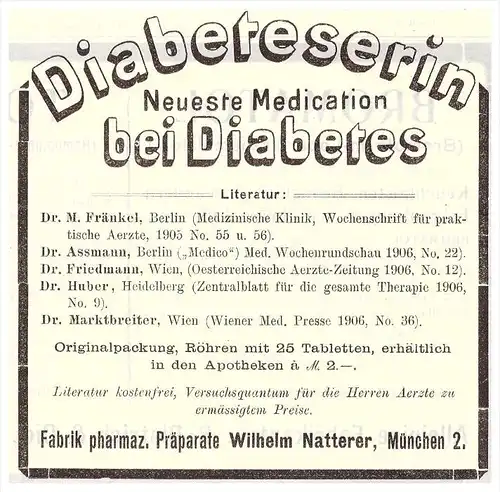 Diabeteserin
Neueste Medication
bei Diabetes
Literatur:
Dr. M. Fränkel, Berlin (Medizinische Klinik, Wochenschrift für prak-
tische Aerzte, 1905 No. 55 u. 56).
Dr. Assmann, Berlin („Medico“) Med. Wochenrundschau 1906, No. 22).
Dr. Friedmann, Wien, (Oesterreichische Aerzte-Zeitung 1906, No. 12).
Dr. Huber, Heidelberg (Zentralblatt für die gesamte Therapie 1906,
No. 9).
Dr. Marktbreiter, Wien (Wiener Med. Presse 1906, No. 36).
Originalpackung, Röhren mit 25 Tabletten, erhältlich
in den Apotheken à M. 2.—.
Literatur kostenfrei, Versuchsquantum für die Herren Aerzte zu
ermässigtem Preise.
Fabrik pharmaz. Präparate Wilhelm Natterer, München 2.